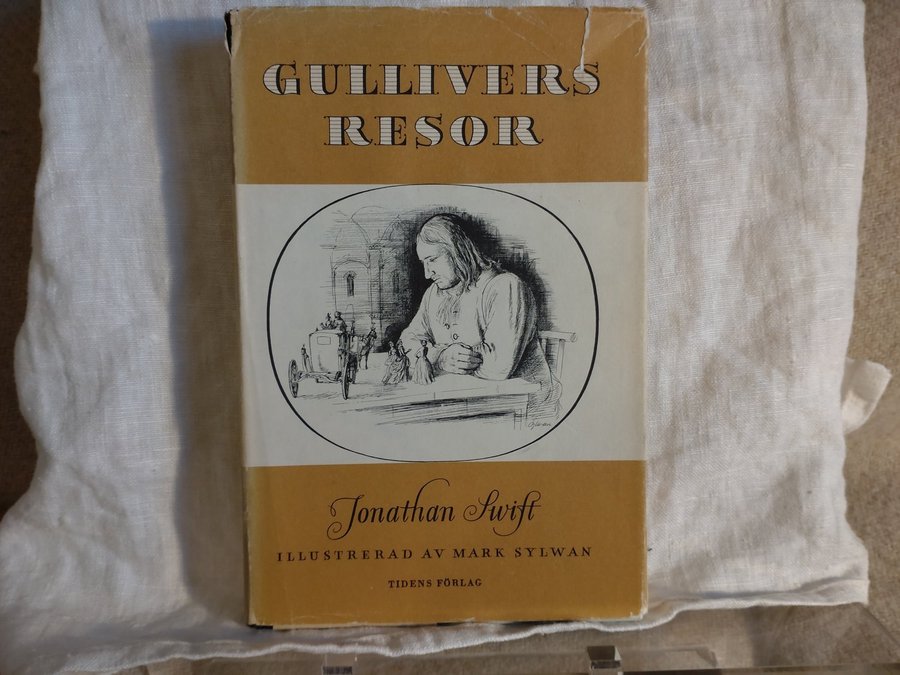 GULLIVERS
RESOR
Jonathan Swift
ILLUSTRERAD AV MARK SYLWAN
TIDENS FÖRLAG